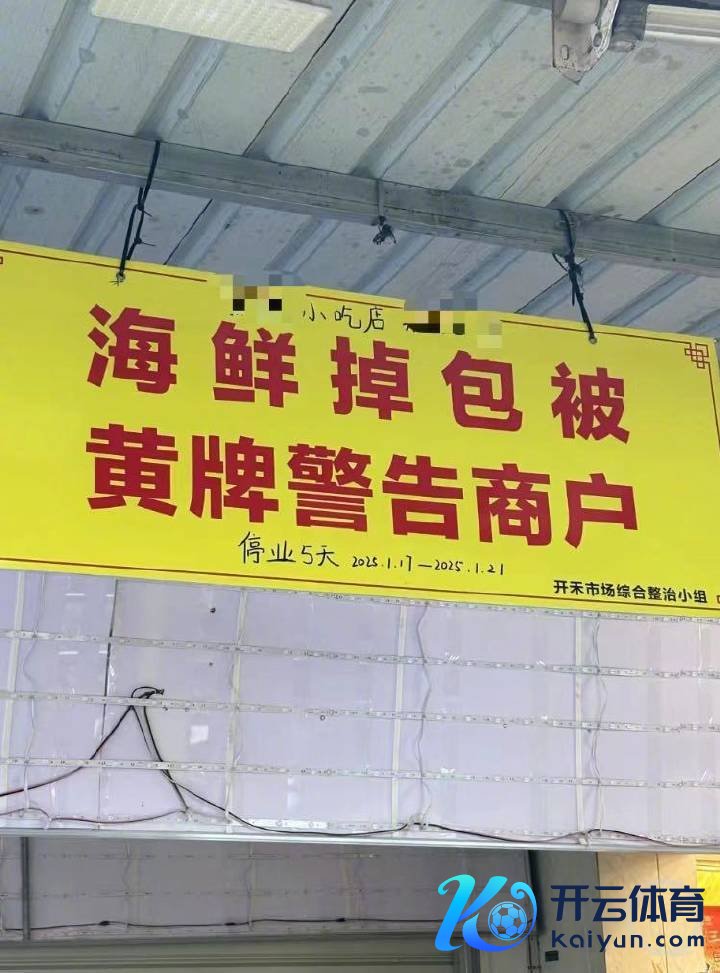 小吃店
海鲜掉包被
黄牌警告商户
停业5天 2025.1.17—2025.1.21
开禾市场综合整治小组
开云体育
kaiyun.com